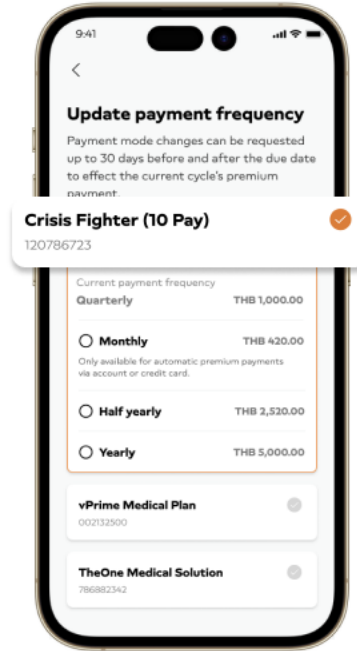 9:41
Update payment frequency
Payment mode changes can be requested
up to 30 days before and after the due date
to effect the current cycle's premium
payment.
Crisis Fighter (10 Pay)
120786723
Current payment frequency
Quarterly THB 1,000.00
Monthly THB 420.00
Only available for automatic premium payments
via account or credit card.
Half yearly THB 2,520.00
Yearly THB 5,000.00
vPrime Medical Plan
002132500
TheOne Medical Solution
786882342